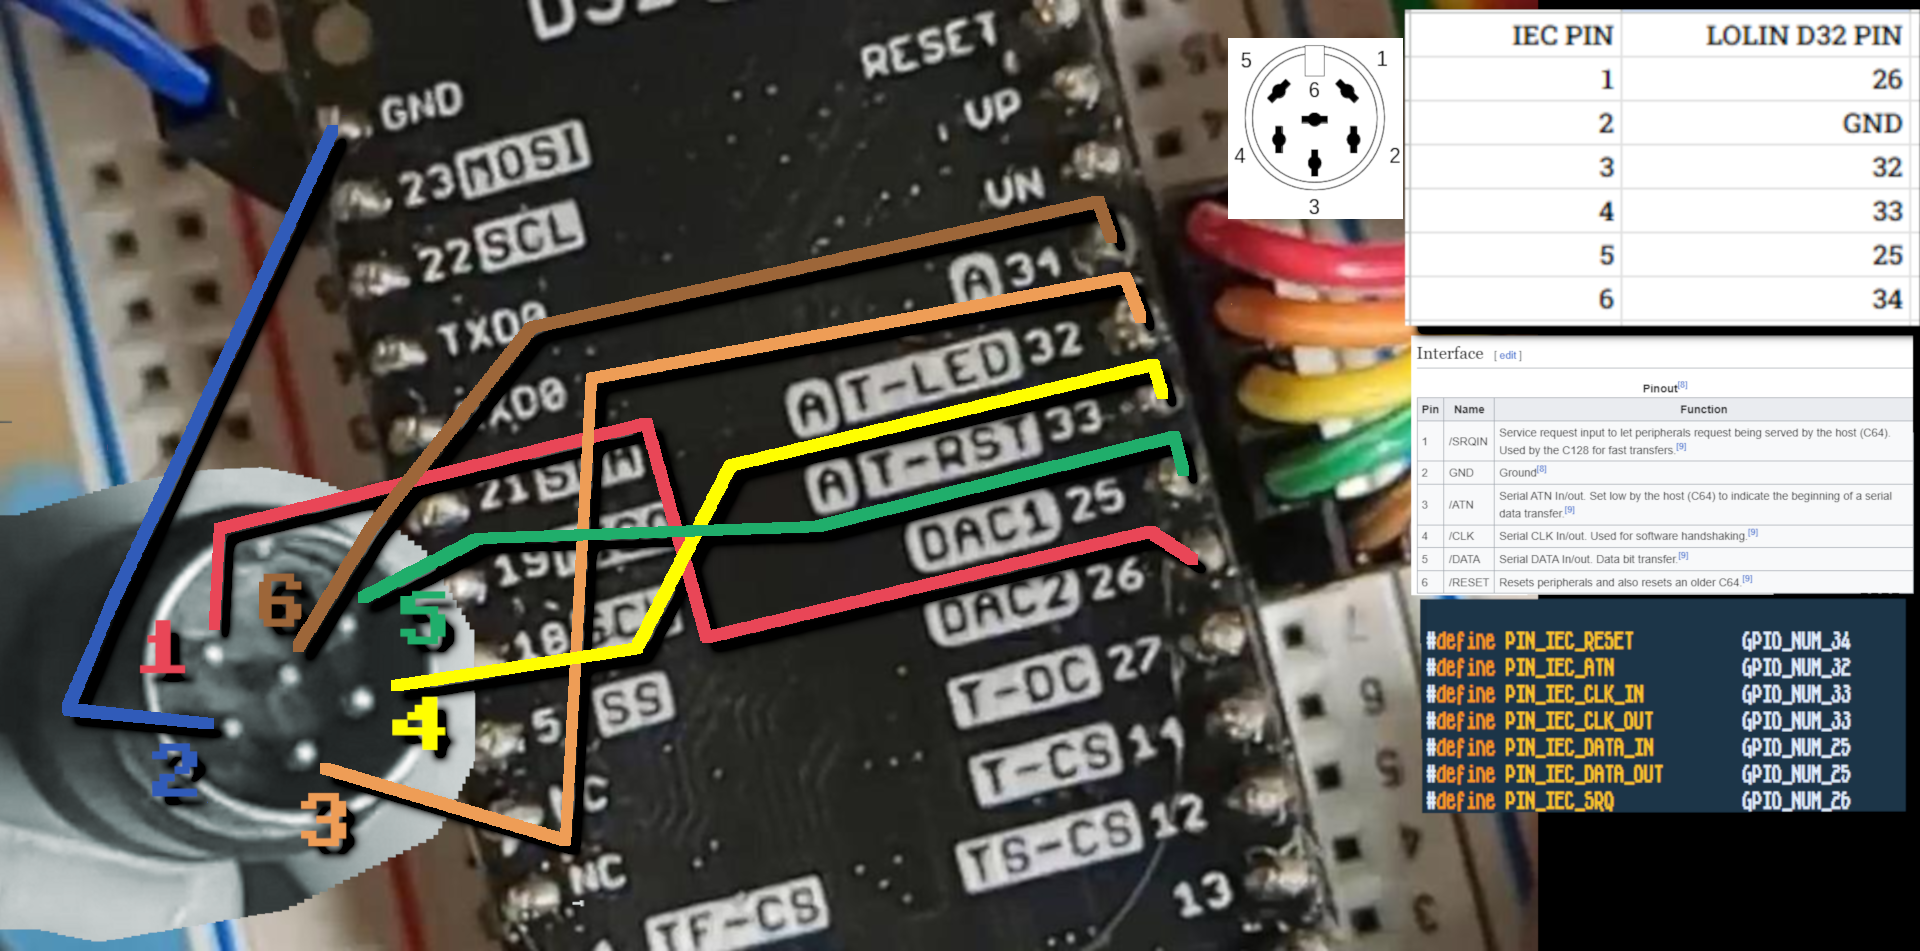 RESET
GND
UP
23 MOSI
UN
22 SCL
A 34
TXD0
A T-LED 32
XD0
A T-RST 33
21
DAC1 25
19
DAC2 26
18
T-DC 27
5 SS
T-CS 14
NC
TS-CS 12
NC
13
TF-CS
1
2
3
4
5
6
5 1
6
4 2
3
IEC PIN LOLIN D32 PIN
1 26
2 GND
3 32
4 33
5 25
6 34
Interface [ edit ]
Pinout[8]
Pin Name Function
1 /SRQIN Service request input to let peripherals request being served by the host (C64).
Used by the C128 for fast transfers.[9]
2 GND Ground[8]
3 /ATN Serial ATN In/out. Set low by the host (C64) to indicate the beginning of a serial
data transfer.[9]
4 /CLK Serial CLK In/out. Used for software handshaking.[9]
5 /DATA Serial DATA In/out. Data bit transfer.[9]
6 /RESET Resets peripherals and also resets an older C64.[9]
#define PIN_IEC_RESET GPIO_NUM_34
#define PIN_IEC_ATN GPIO_NUM_32
#define PIN_IEC_CLK_IN GPIO_NUM_33
#define PIN_IEC_CLK_OUT GPIO_NUM_33
#define PIN_IEC_DATA_IN GPIO_NUM_25
#define PIN_IEC_DATA_OUT GPIO_NUM_25
#define PIN_IEC_SRQ GPIO_NUM_26